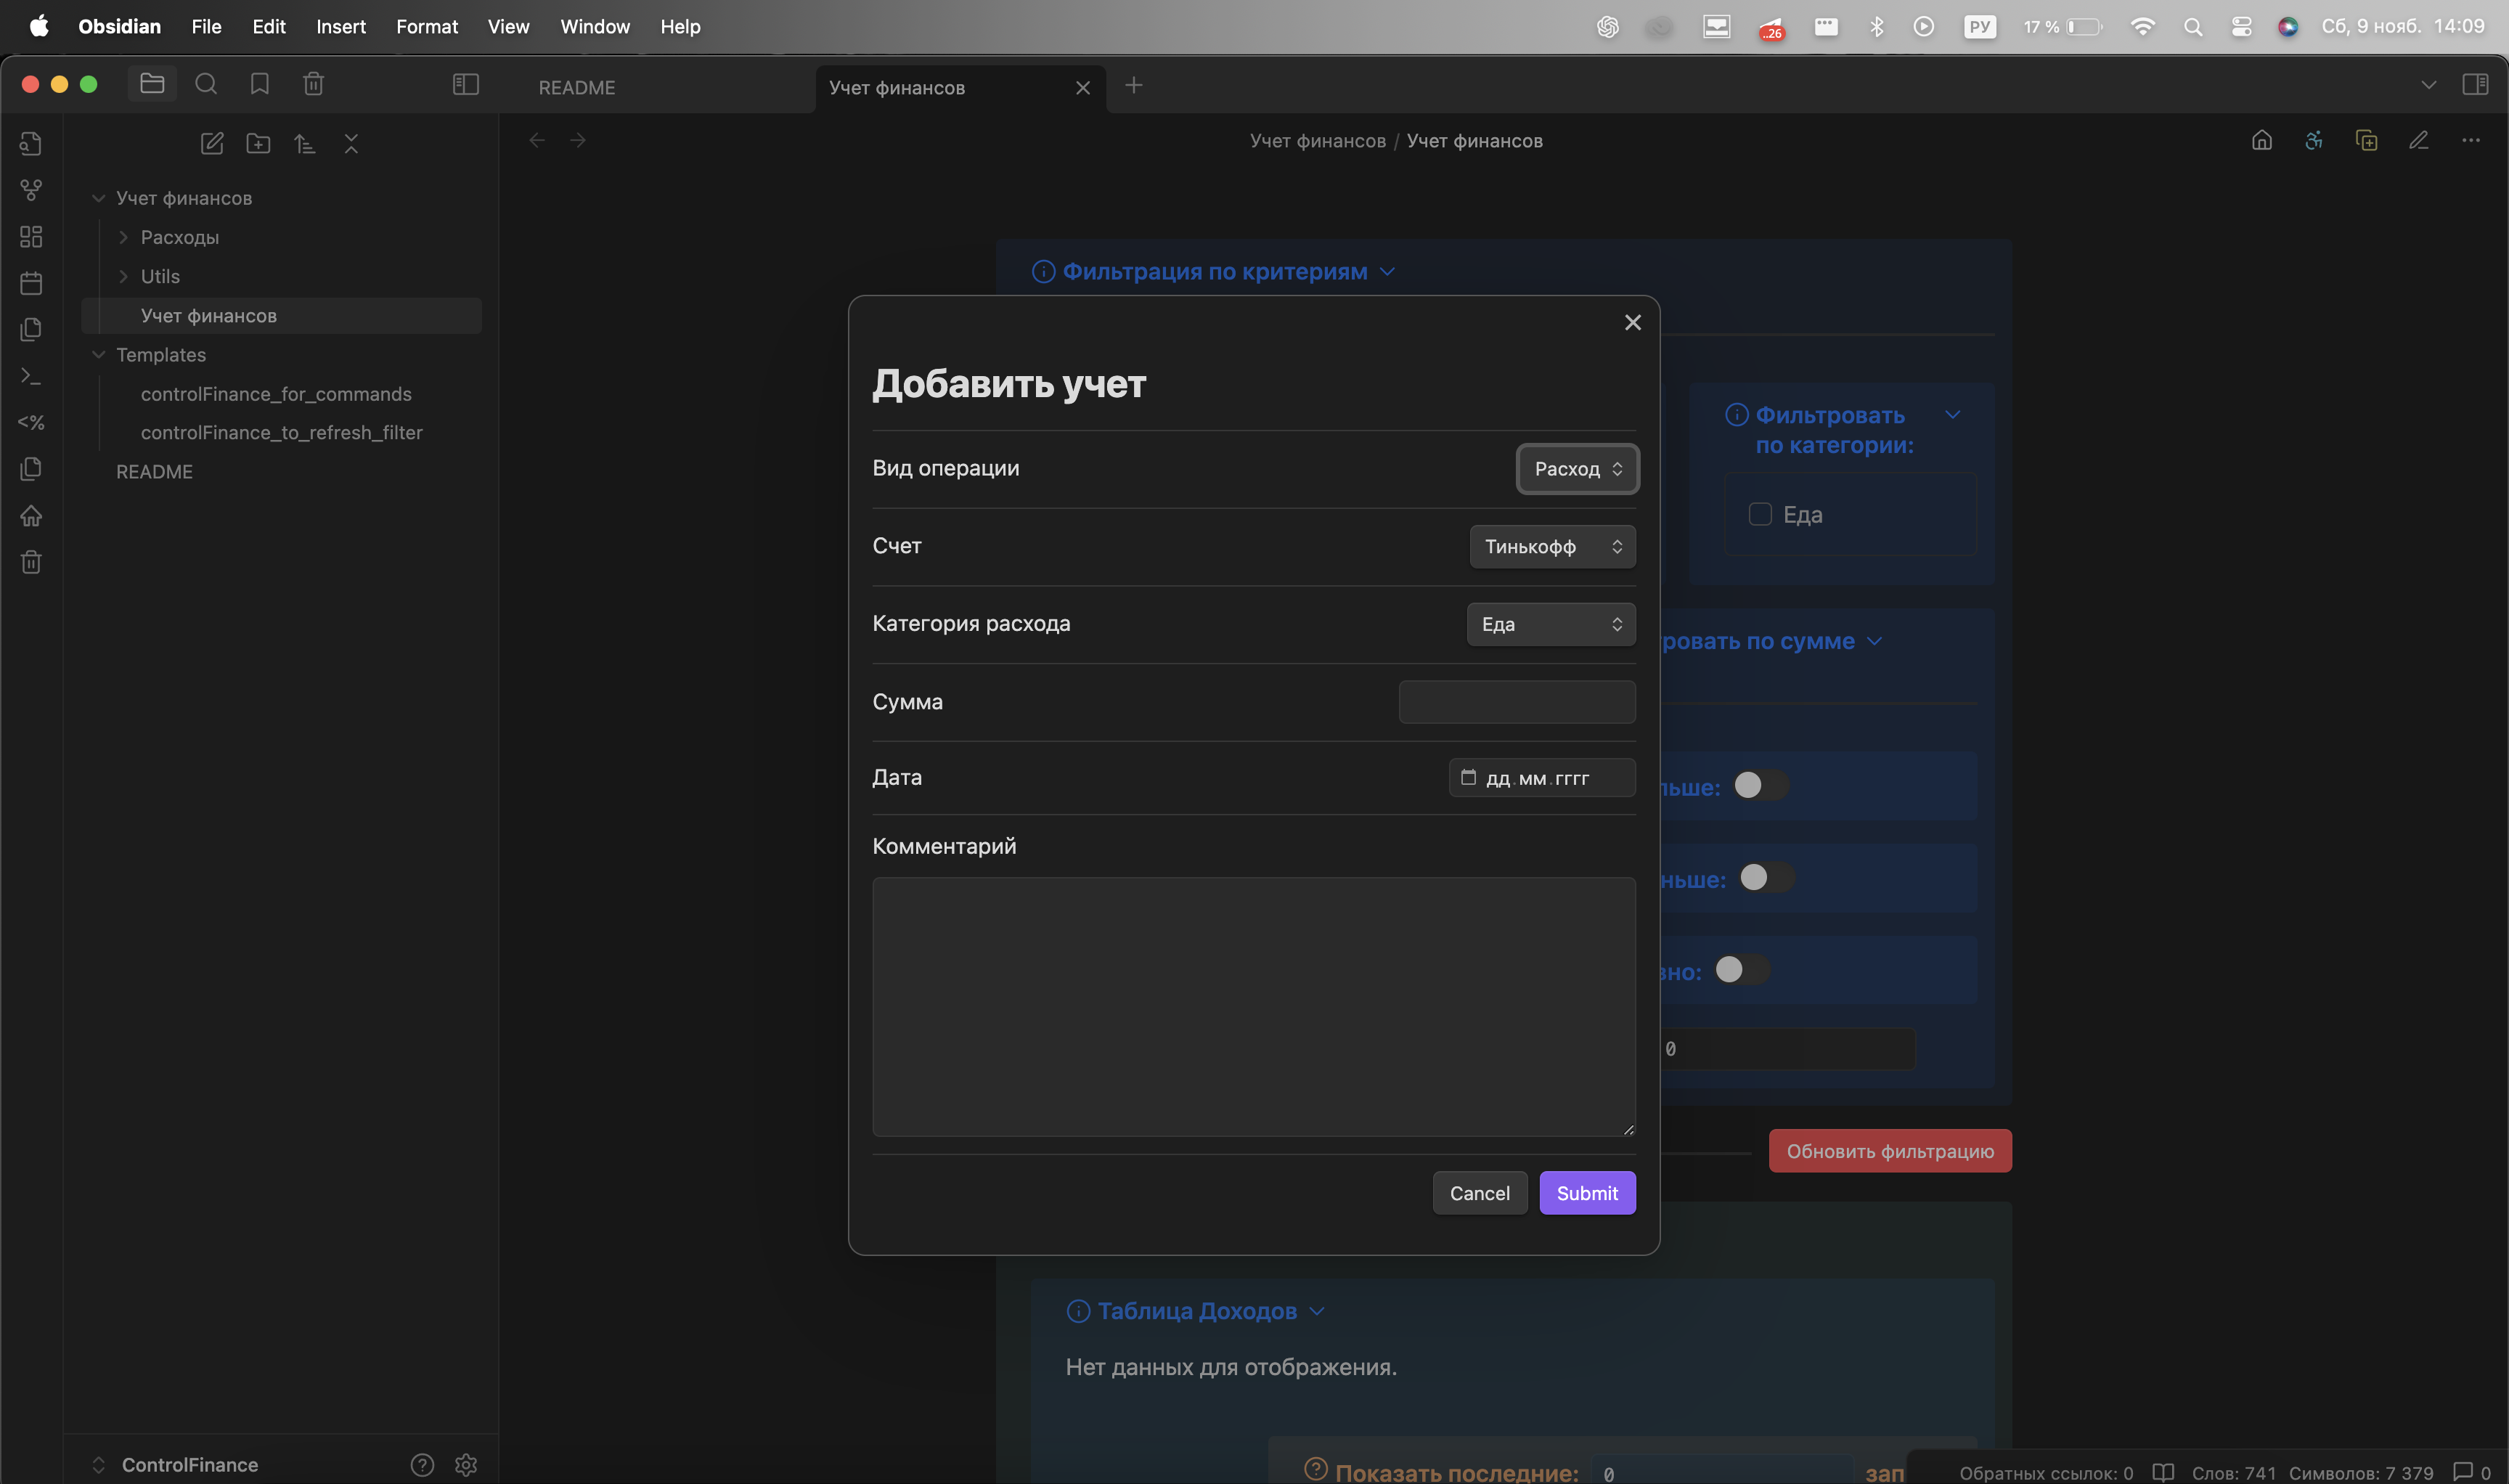 Obsidian File Edit Insert Format View Window Help
..26 РУ 17 % Сб, 9 нояб. 14:09
README
Учет финансов
Учет финансов / Учет финансов
Учет финансов
Расходы
Utils
Учет финансов
Templates
controlFinance_for_commands
controlFinance_to_refresh_filter
README
<%
ControlFinance
Фильтрация по критериям
Добавить учет
Вид операции
Расход
Счет
Тинькофф
Категория расхода
Еда
Сумма
Дата
дд.мм.гггг
Комментарий
Cancel
Submit
Фильтровать
по категории:
Еда
ровать по сумме
льше:
ньше:
вно:
0
Обновить фильтрацию
Таблица Доходов
Нет данных для отображения.
Показать последние: 0 зап
Обратных ссылок: 0 Слов: 741 Символов: 7 379 0